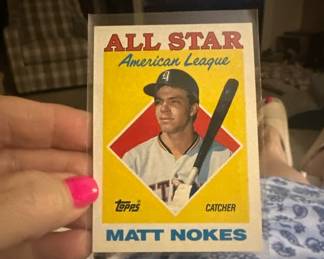 ALL STAR
American League
Topps
CATCHER
MATT NOKES